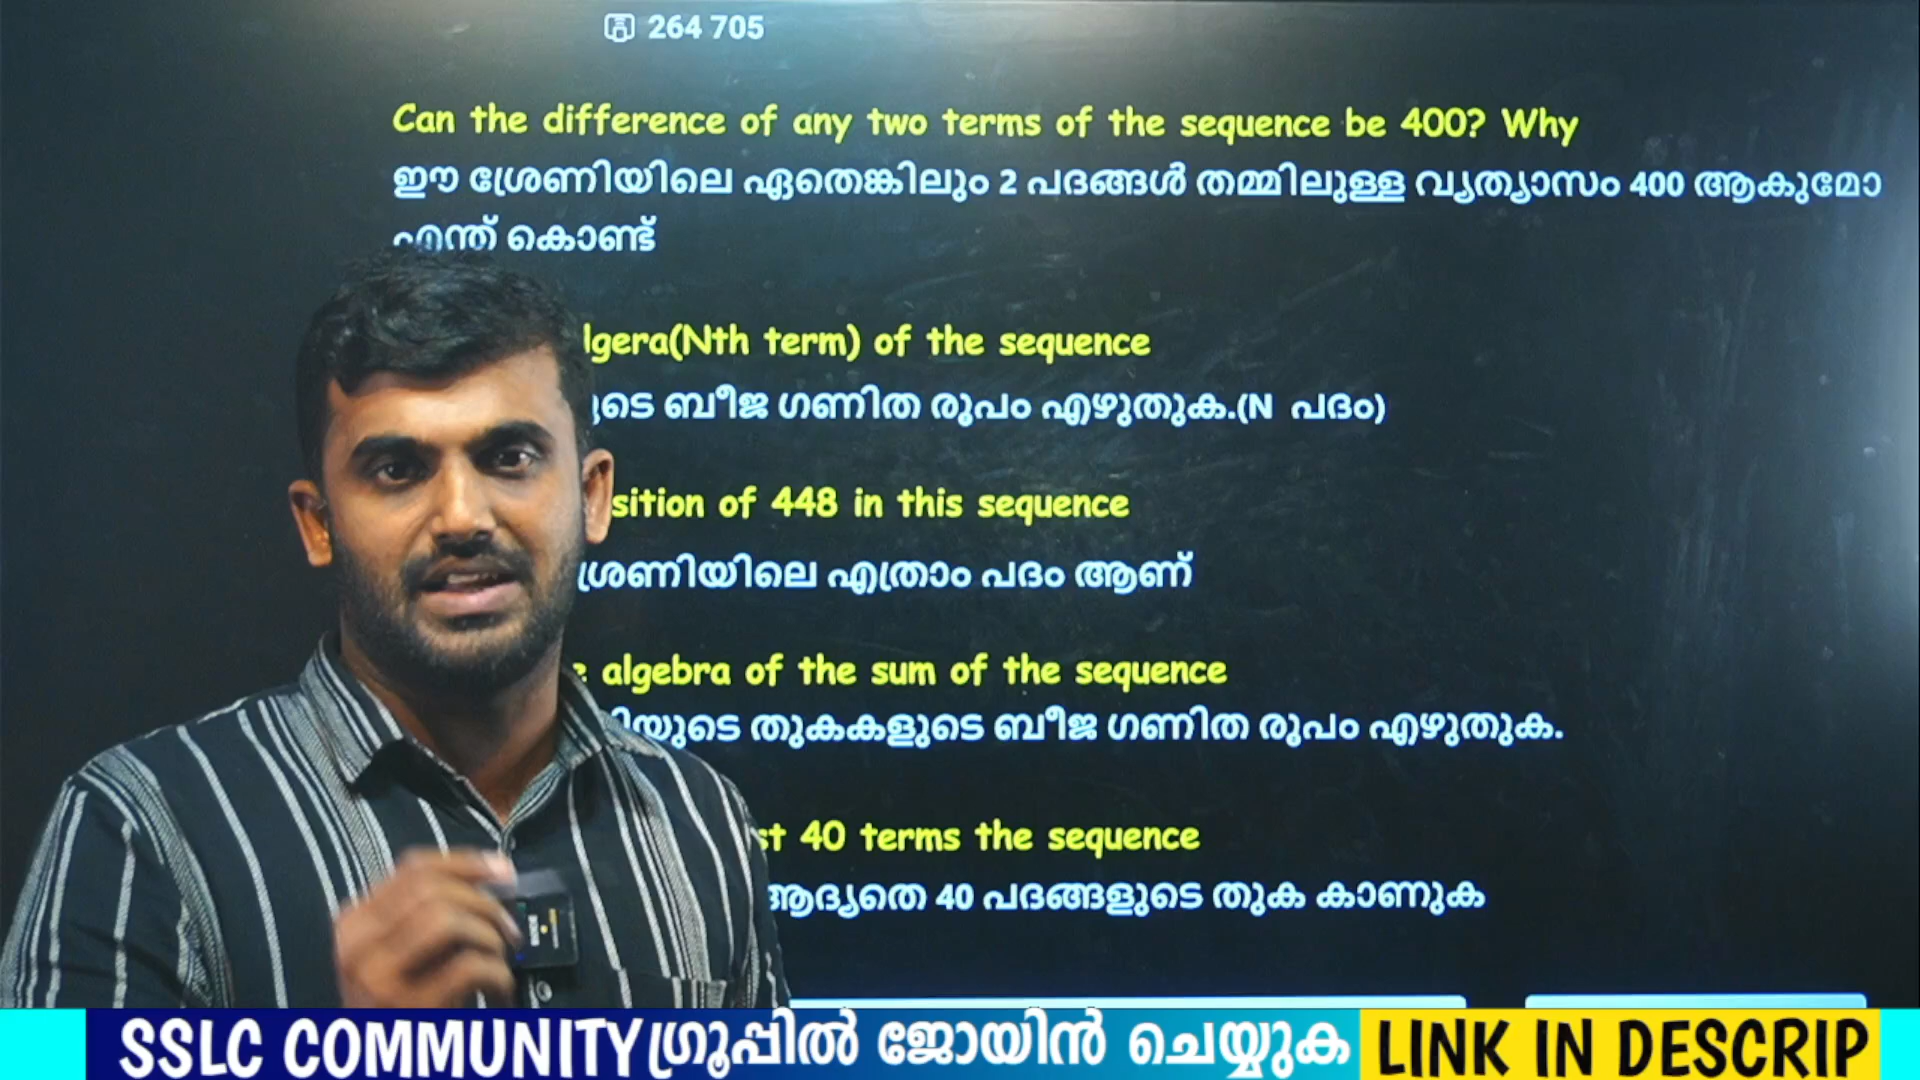 264 705
Can the difference of any two terms of the sequence be 400? Why
ഈ ശ്രേണിയിലെ ഏതെങ്കിലും 2 പദങ്ങൾ തമ്മിലുള്ള വ്യത്യാസം 400 ആകുമോ
എന്ത് കൊണ്ട്
lgera(Nth term) of the sequence
ടെ ബീജ ഗണിത രൂപം എഴുതുക.(N പദം)
sition of 448 in this sequence
ശ്രേണിയിലെ എത്രാം പദം ആണ്
algebra of the sum of the sequence
യുടെ തുകകളുടെ ബീജ ഗണിത രൂപം എഴുതുക.
st 40 terms the sequence
ആദ്യതെ 40 പദങ്ങളുടെ തുക കാണുക
SSLC COMMUNITY ഗ്രൂപ്പിൽ ജോയിൻ ചെയ്യുക LINK IN DESCRIP